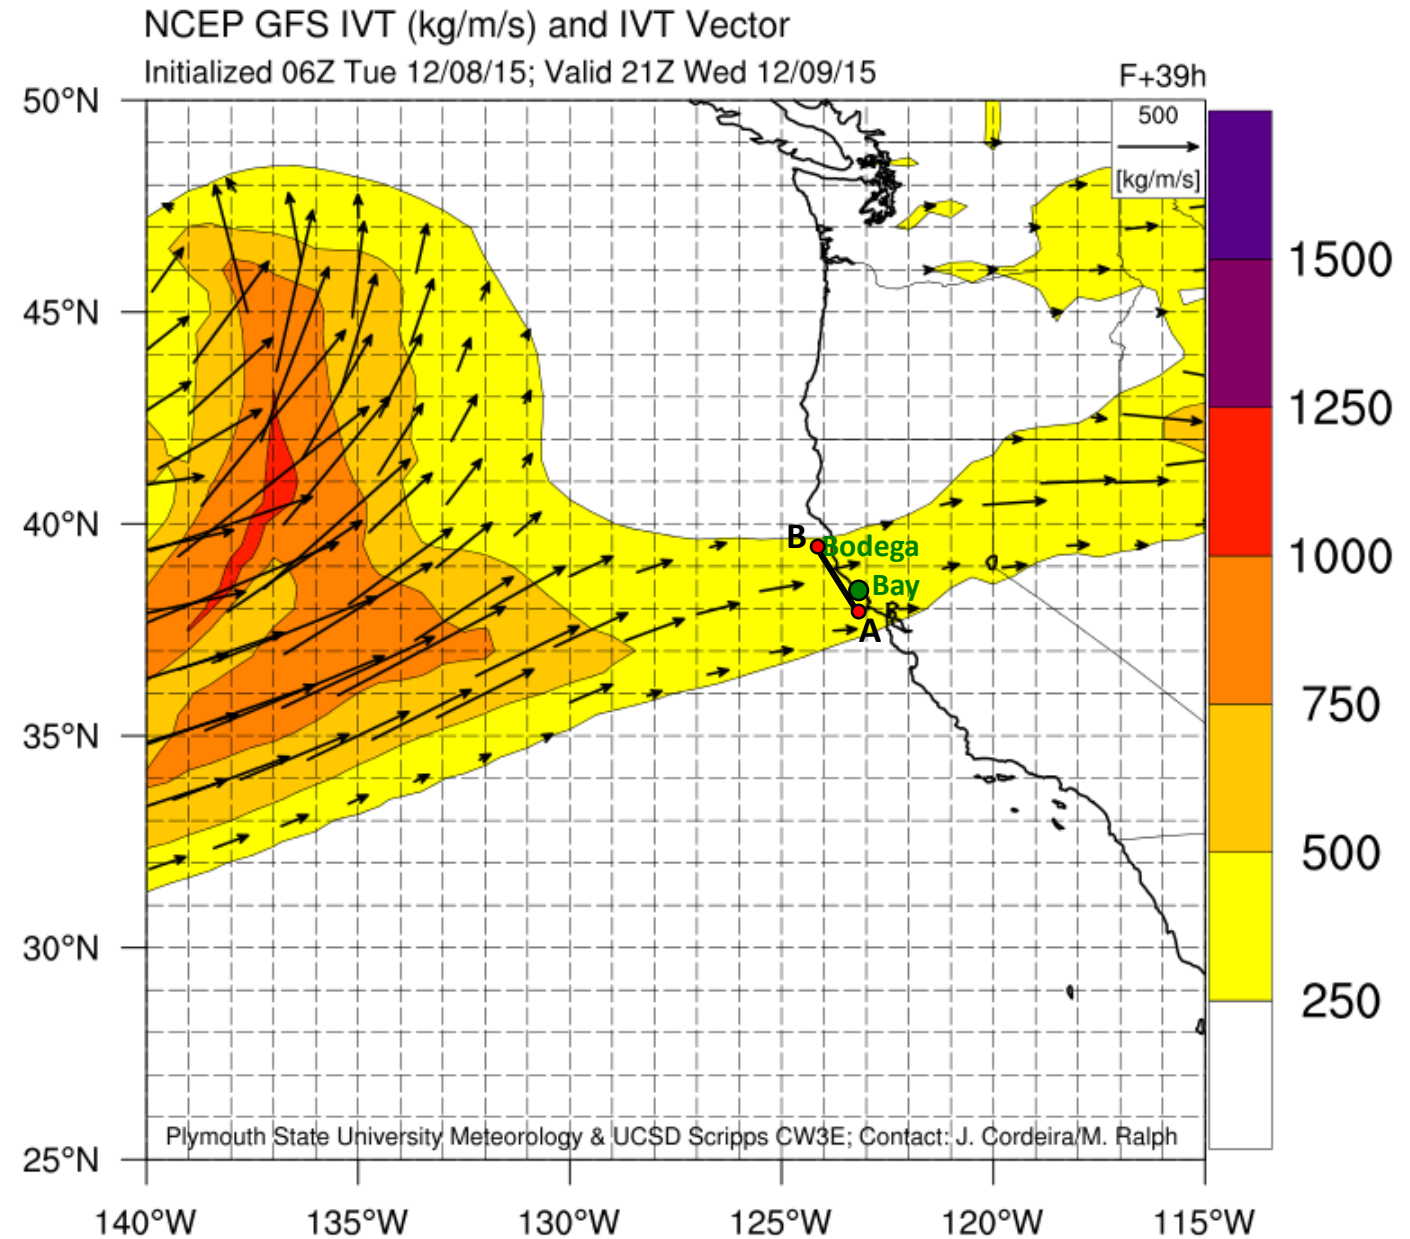 NCEP GFS IVT (kg/m/s) and IVT Vector
Initialized 06Z Tue 12/08/15; Valid 21Z Wed 12/09/15
F+39h
50°N
500
[kg/m/s]
1500
45°N
1250
40°N
B
Bodega
1000
Bay
A
35°N
750
500
30°N
250
Plymouth State University Meteorology & UCSD Scripps CW3E; Contact: J. Cordeira/M. Ralph
25°N
140°W
135°W
130°W
125°W
120°W
115°W